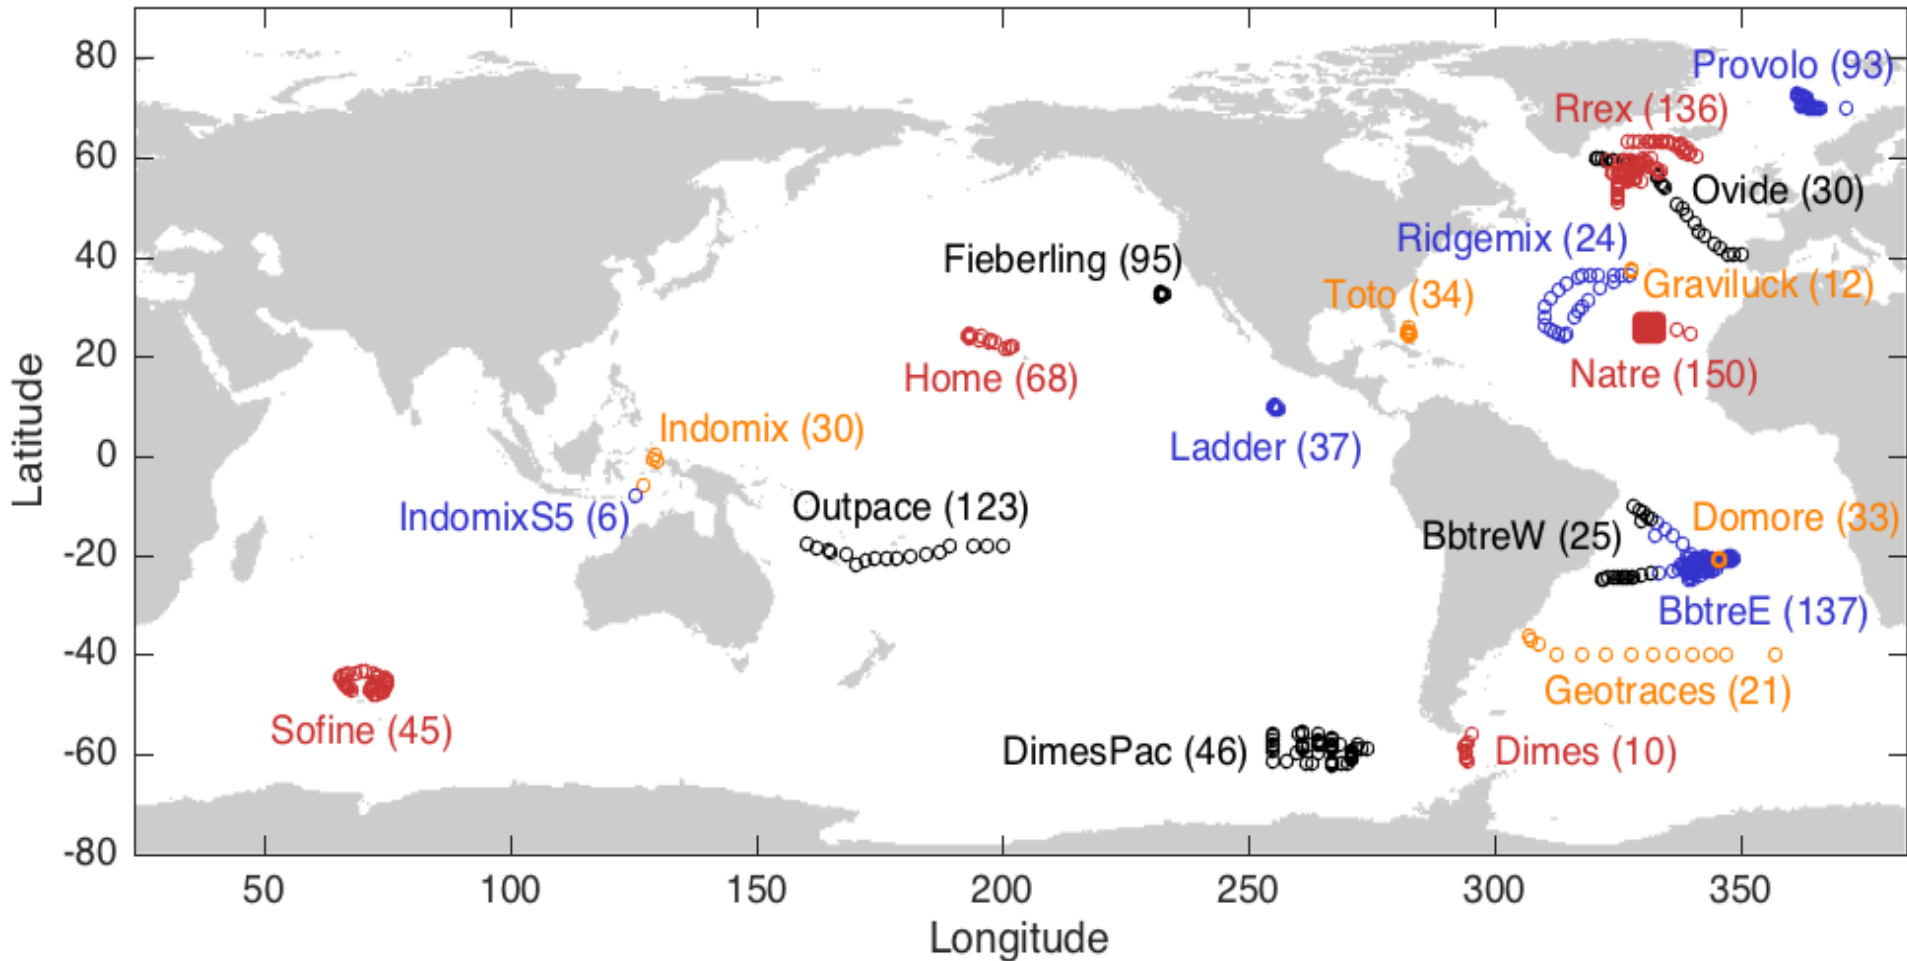 80
60
40
20
0
-20
-40
-60
-80
Latitude
50
100
150
200
250
300
350
Longitude
Provolo (93)
Rrex (136)
Ovide (30)
Ridgemix (24)
Fieberling (95)
Graviluck (12)
Toto (34)
Home (68)
Natre (150)
Indomix (30)
Ladder (37)
IndomixS5 (6)
Outpace (123)
Domore (33)
BbtreW (25)
BbtreE (137)
Geotraces (21)
Sofine (45)
DimesPac (46)
Dimes (10)